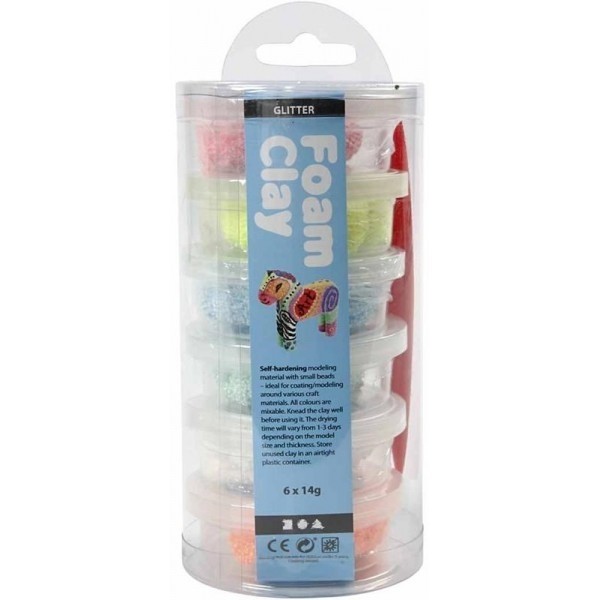 GLITTER
Foam
Clay
Art
Self-hardening modeling
material with small beads
– ideal for coating/modeling
around various craft
materials. All colours are
mixable. Knead the clay well
before using it. The drying
time will vary from 1-3 days
depending on the model
size and thickness. Store
unused clay in an airtight
plastic container.
6 x 14g
CE